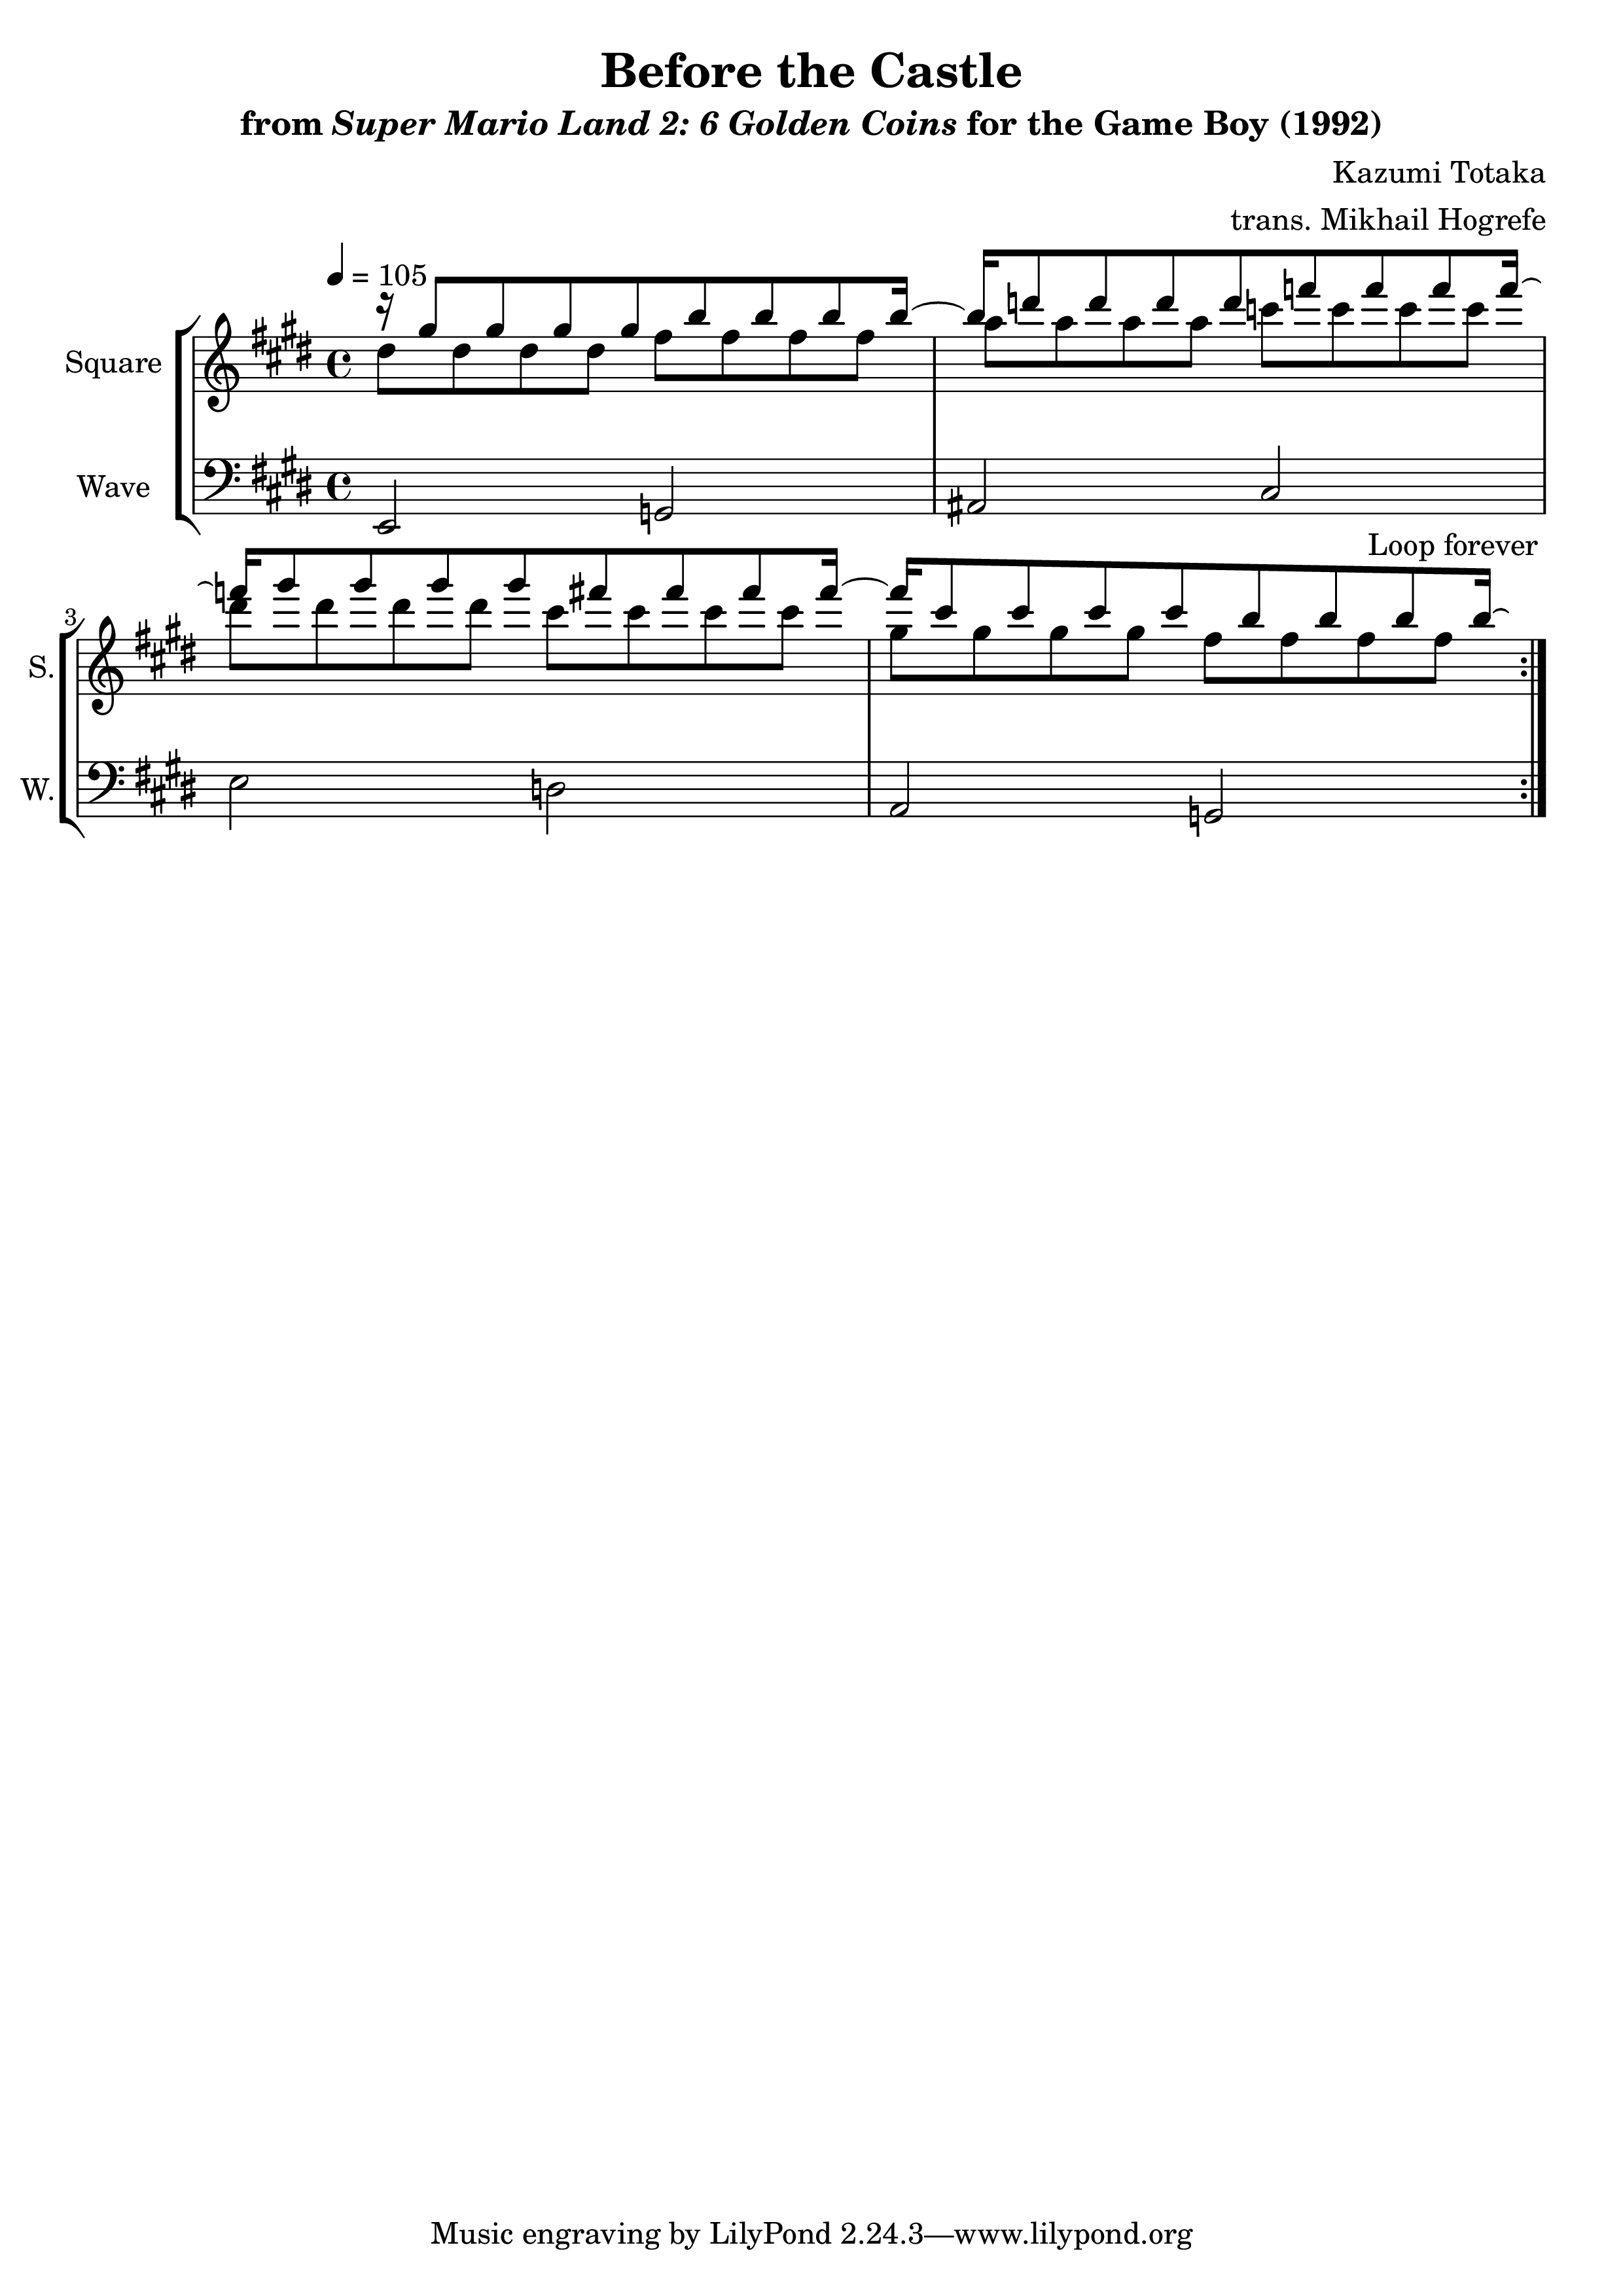 Before the Castle
from Super Mario Land 2: 6 Golden Coins for the Game Boy (1992)
Kazumi Totaka
trans. Mikhail Hogrefe
= 105
Square
Wave
Loop forever
3
S.
W.
Music engraving by LilyPond 2.24.3—www.lilypond.org